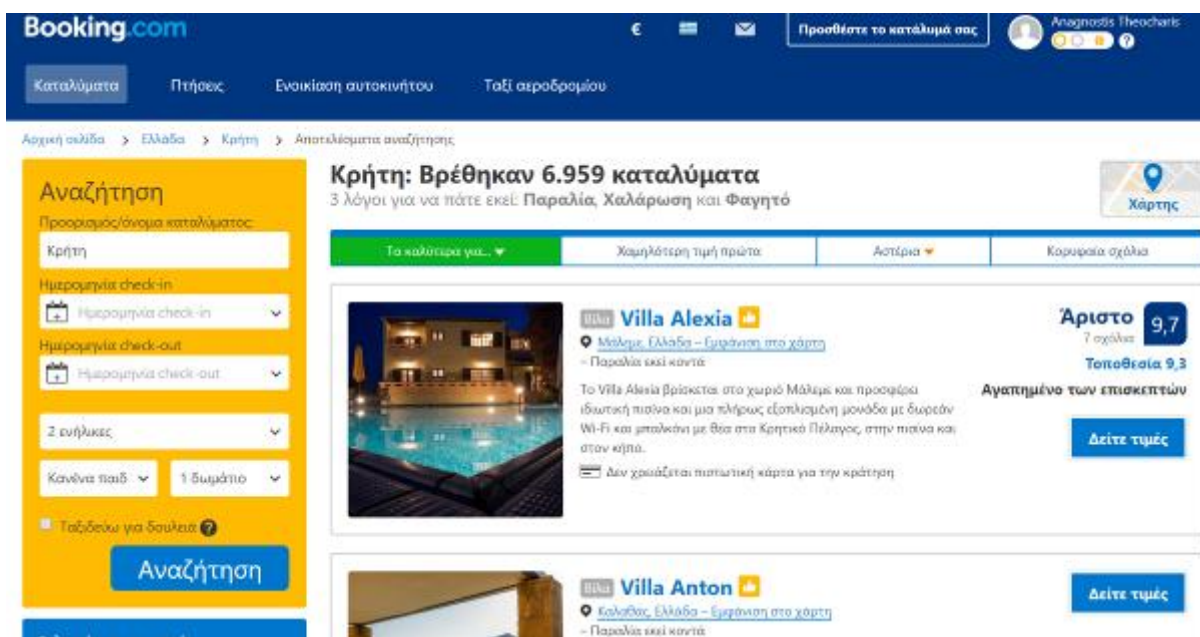 Booking.com
€
Προσθέστε το κατάλυμά σας
Anagnostis Theocharis
Καταλύματα Πτήσεις Ενοικίαση αυτοκινήτου Ταξί αεροδρομίου
Αρχική σελίδα > Ελλάδα > Κρήτη > Αποτελέσματα αναζήτησης
Αναζήτηση
Προορισμός/όνομα καταλύματος:
Κρήτη
Ημερομηνία check-in
Ημερομηνία check-in
Ημερομηνία check-out
Ημερομηνία check-out
2 ενήλικες
Κανένα παιδ 1 δωμάτιο
Ταξιδεύω για δουλειά ?
Αναζήτηση
Κρήτη: Βρέθηκαν 6.959 καταλύματα
3 λόγοι για να πάτε εκεί: Παραλία, Χαλάρωση και Φαγητό
Χάρτης
Τα καλύτερα για... Χαμηλότερη τιμή πρώτα Αστέρια Κορυφαία σχόλια
Βίλα Villa Alexia
Μάλεμε, Ελλάδα – Εμφάνιση στο χάρτη
– Παραλία εκεί κοντά
Το Villa Alexia βρίσκεται στο χωριό Μάλεμε και προσφέρει
ιδιωτική πισίνα και μια πλήρως εξοπλισμένη μονάδα με δωρεάν
Wi-Fi και μπαλκόνι με θέα στο Κρητικό Πέλαγος, στην πισίνα και
στον κήπο.
Δεν χρειάζεται πιστωτική κάρτα για την κράτηση
Άριστο 9,7
7 σχόλια
Τοποθεσία 9,3
Αγαπημένο των επισκεπτών
Δείτε τιμές
Βίλα Villa Anton
Καλαθάς, Ελλάδα – Εμφάνιση στο χάρτη
– Παραλία εκεί κοντά
Δείτε τιμές